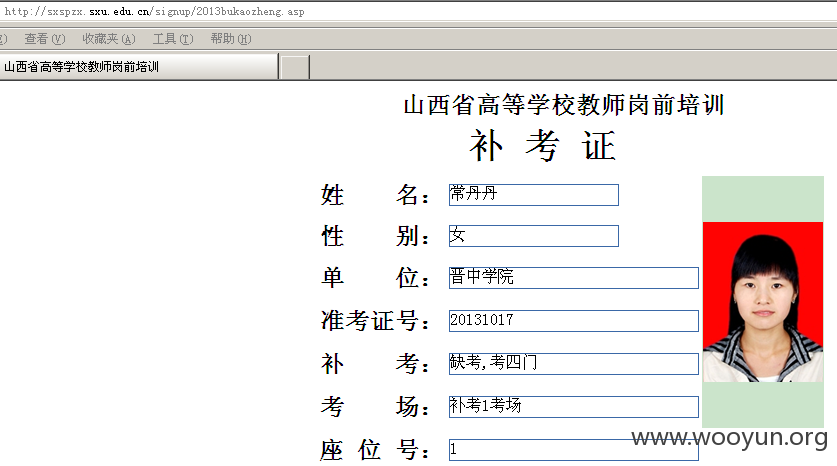 http://sxspzx.sxu.edu.cn/signup/2013bukaozheng.asp
) 查看(V) 收藏夹(A) 工具(T) 帮助(H)
山西省高等学校教师岗前培训
山西省高等学校教师岗前培训
补 考 证
姓 名： 常丹丹
性 别： 女
单 位： 晋中学院
准考证号： 20131017
补 考： 缺考,考四门
考 场： 补考1考场
座 位 号： 1
www.wooyun.org